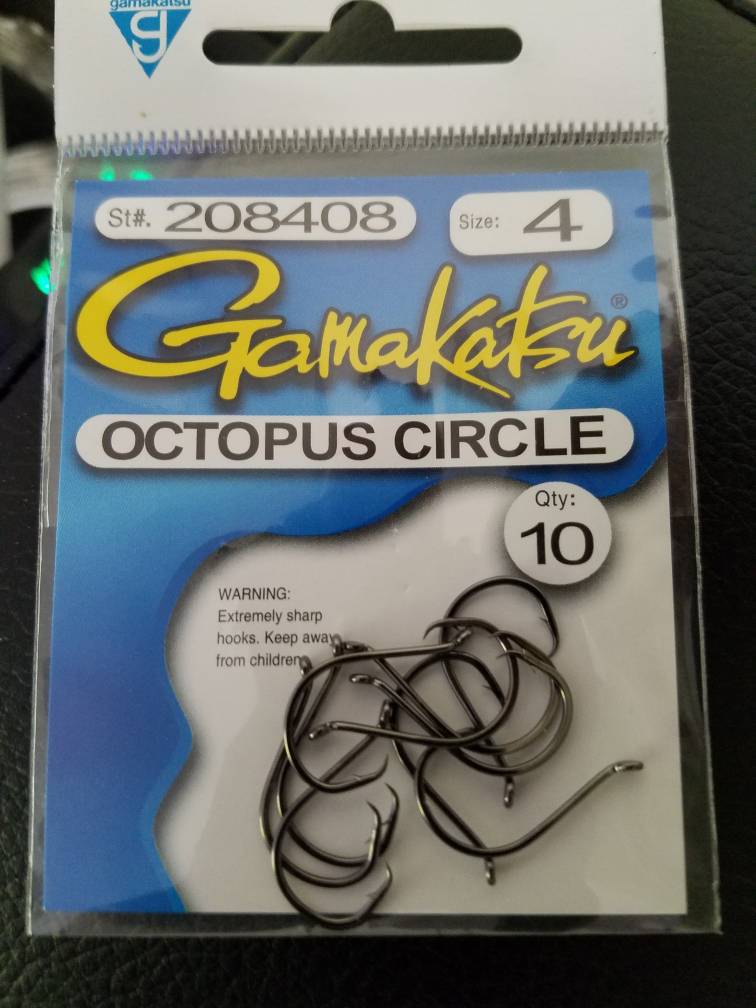 gamakatsu
St#. 208408
Size: 4
Gamakatsu®
OCTOPUS CIRCLE
Qty:
10
WARNING:
Extremely sharp
hooks. Keep away
from children